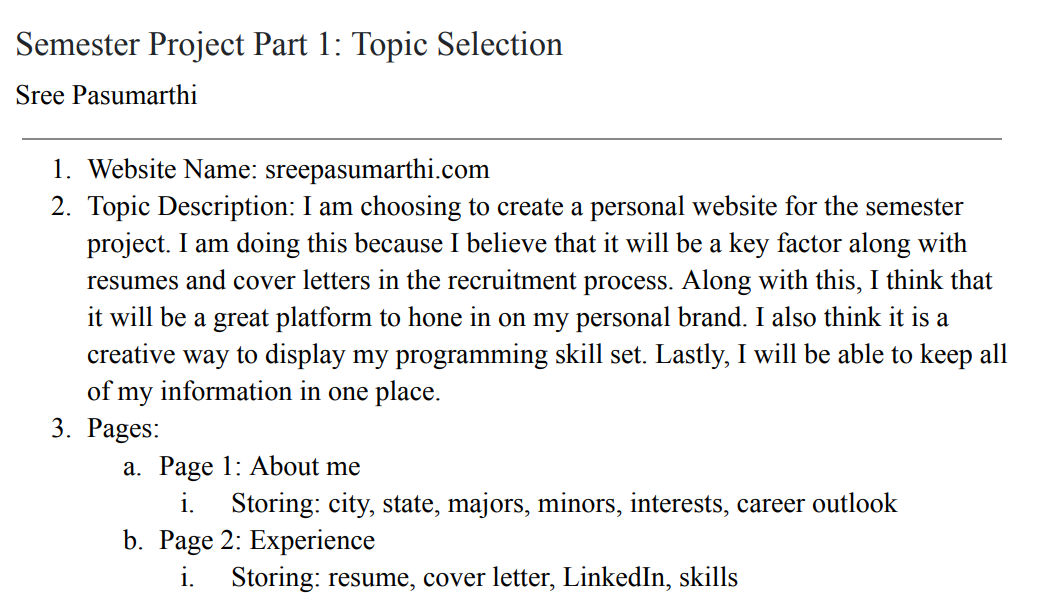 Semester Project Part 1: Topic Selection
Sree Pasumarthi
1. Website Name: sreepasumarthi.com
2. Topic Description: I am choosing to create a personal website for the semester
project. I am doing this because I believe that it will be a key factor along with
resumes and cover letters in the recruitment process. Along with this, I think that
it will be a great platform to hone in on my personal brand. I also think it is a
creative way to display my programming skill set. Lastly, I will be able to keep all
of my information in one place.
3. Pages:
a. Page 1: About me
i. Storing: city, state, majors, minors, interests, career outlook
b. Page 2: Experience
i. Storing: resume, cover letter, LinkedIn, skills